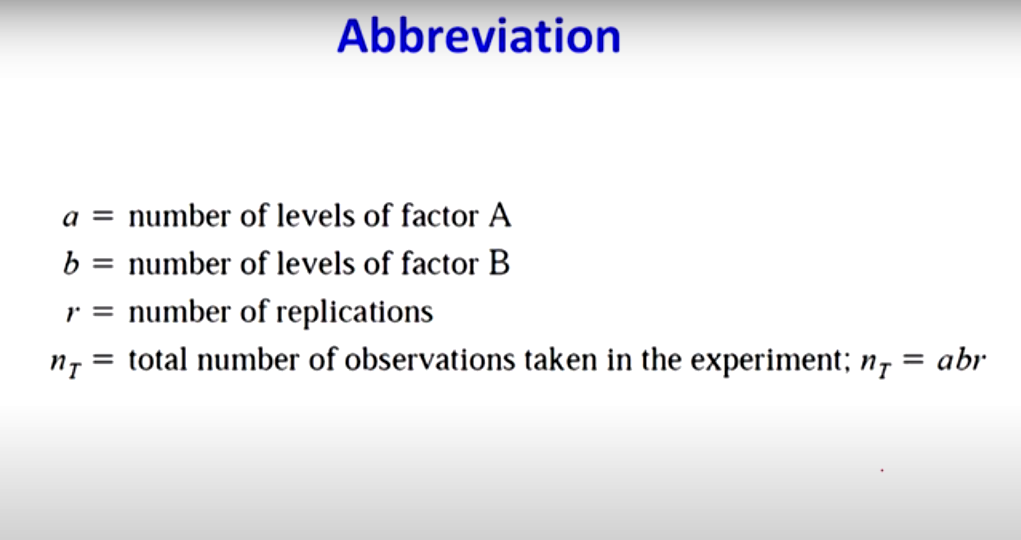 Abbreviation
a = number of levels of factor A
b = number of levels of factor B
r = number of replications
n_T = total number of observations taken in the experiment; n_T = abr